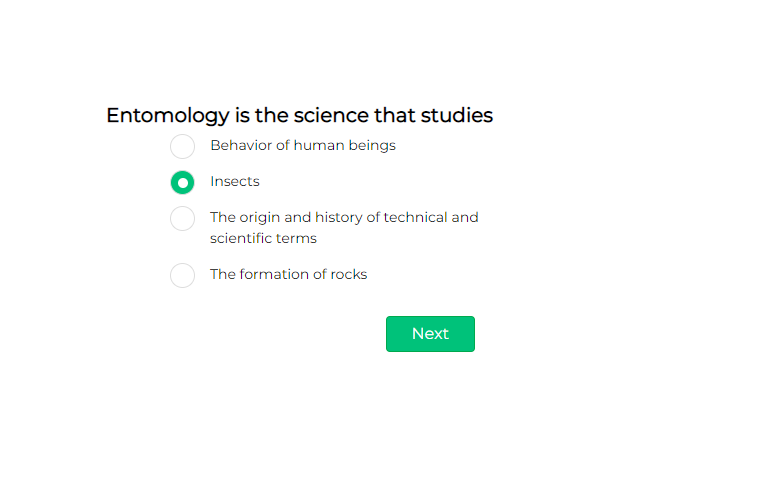 Entomology is the science that studies
Behavior of human beings
Insects
The origin and history of technical and
scientific terms
The formation of rocks
Next